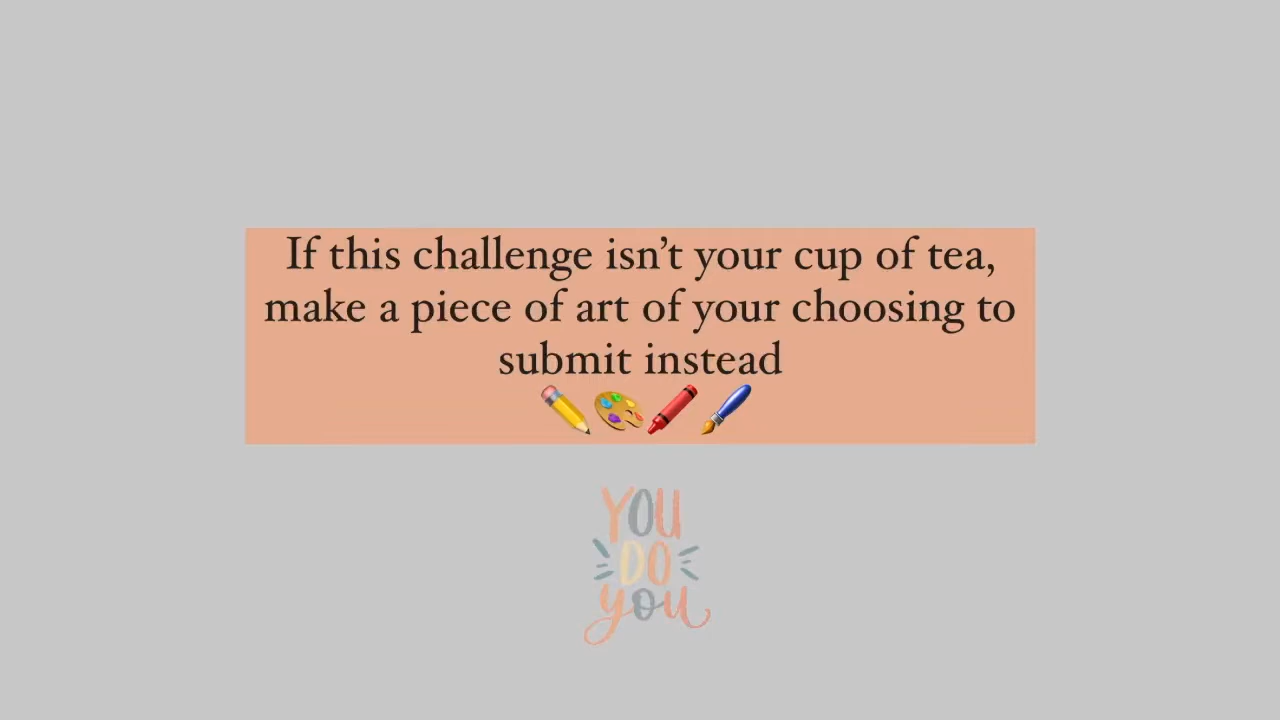 If this challenge isn’t your cup of tea,
make a piece of art of your choosing to
submit instead
YOU
DO
you